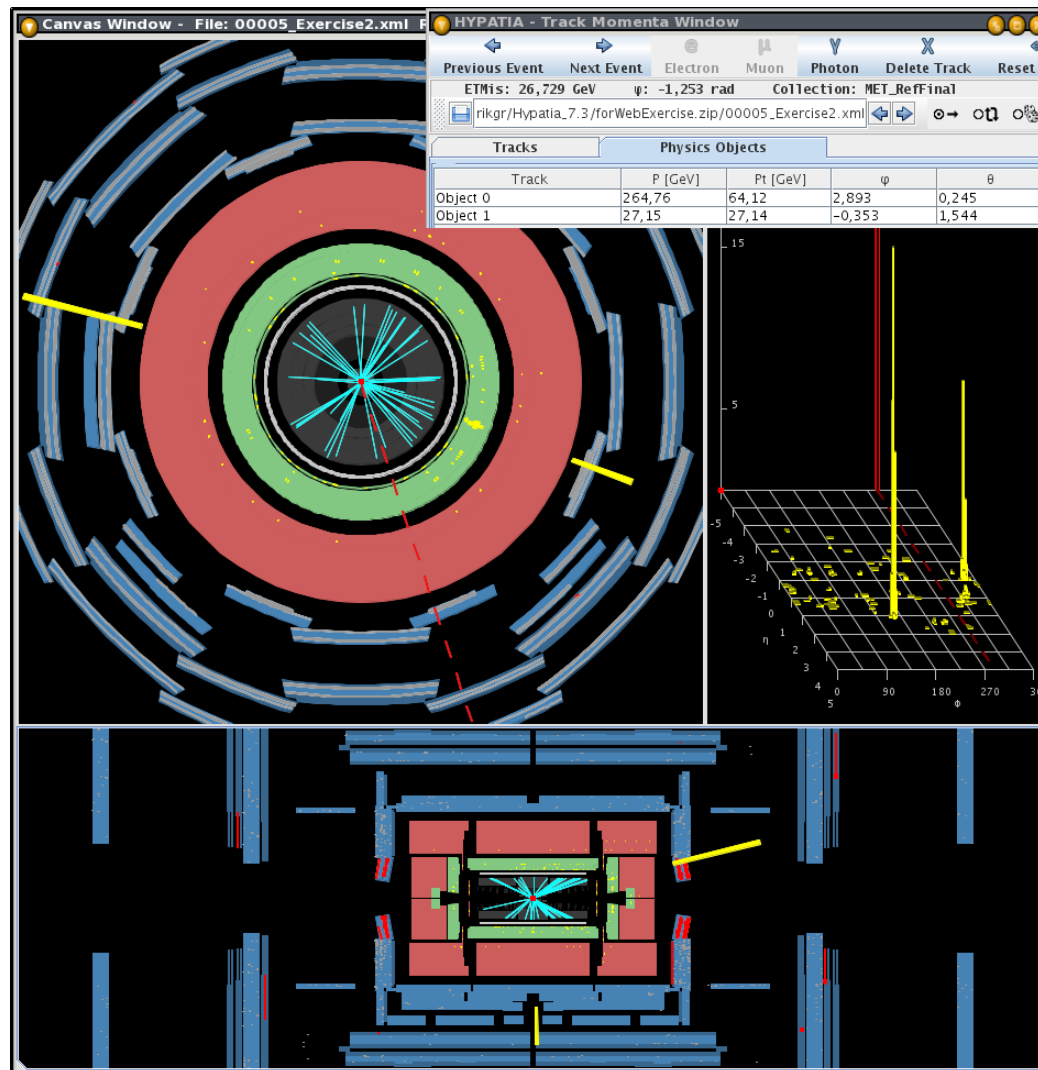 Canvas Window - File: 00005_Exercise2.xml
HYPATIA - Track Momenta Window
Previous Event Next Event Electron Muon Photon Delete Track Reset
ETMis: 26,729 GeV φ: -1,253 rad Collection: MET_RefFinal
rikgr/Hypatia_7.3/forWebExercise.zip/00005_Exercise2.xml
Tracks Physics Objects
Track P [GeV] Pt [GeV] φ θ
Object 0 264,76 64,12 2,893 0,245
Object 1 27,15 27,14 −0,353 1,544
15
5
-5
-4
-3
-2
-1
0
η 1
2
3
4
5 0 90 180 270
Φ